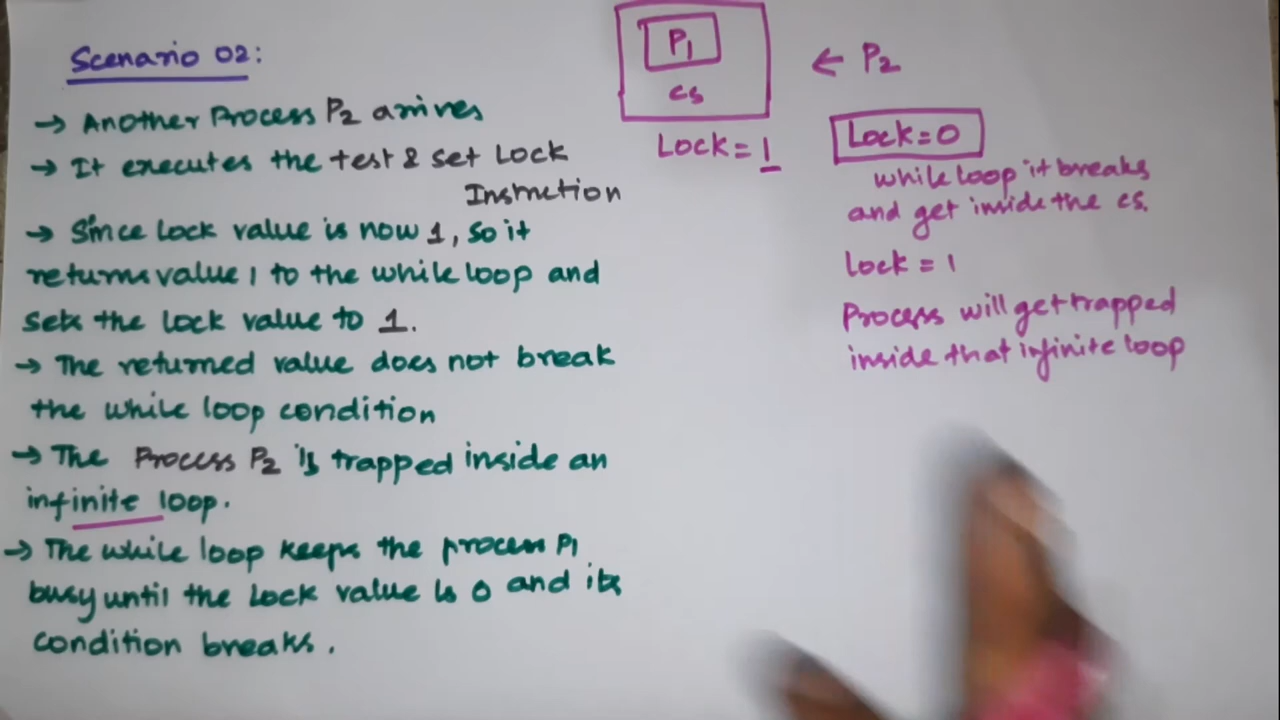 Scenario 02:
→ Another Process P2 arrives
→ It executes the test & set Lock
Instruction
→ Since Lock value is now 1, so it
returns value 1 to the while loop and
sets the lock value to 1.
→ The returned value does not break
the while loop condition
→ The Process P2 is trapped inside an
infinite loop.
→ The while loop keeps the process P1
busy until the Lock value is 0 and its
condition breaks.
P1
CS
Lock = 1
← P2
Lock = 0
while loop it breaks
and get inside the cs.
Lock = 1
Process will get trapped
inside that infinite loop